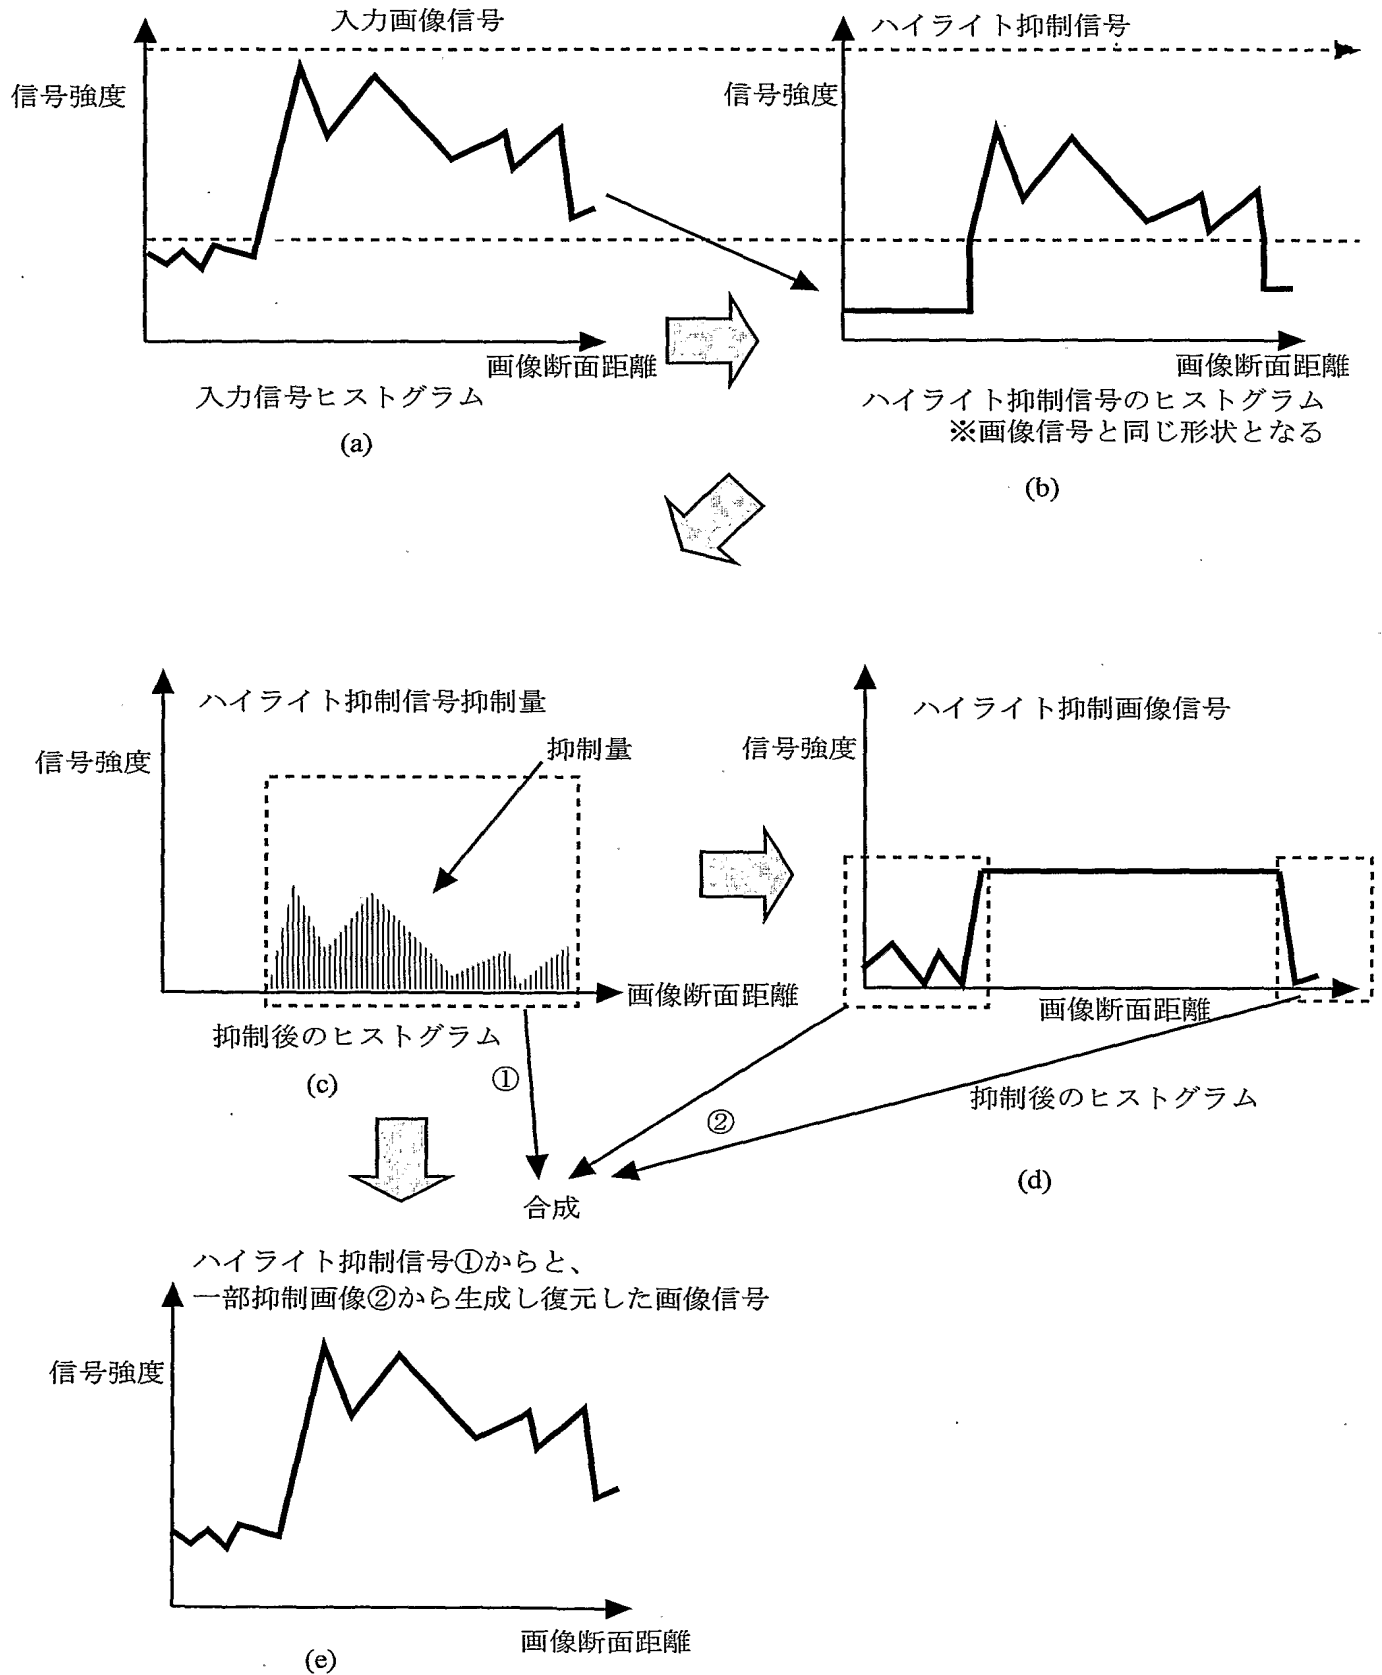 入力画像信号
信号強度
画像断面距離
入力信号ヒストグラム
(a)
ハイライト抑制信号
信号強度
画像断面距離
ハイライト抑制信号のヒストグラム
※画像信号と同じ形状となる
(b)
ハイライト抑制信号抑制量
信号強度
抑制量
画像断面距離
抑制後のヒストグラム
(c)
①
ハイライト抑制画像信号
信号強度
画像断面距離
抑制後のヒストグラム
②
(d)
合成
ハイライト抑制信号①からと、
一部抑制画像②から生成し復元した画像信号
信号強度
画像断面距離
(e)